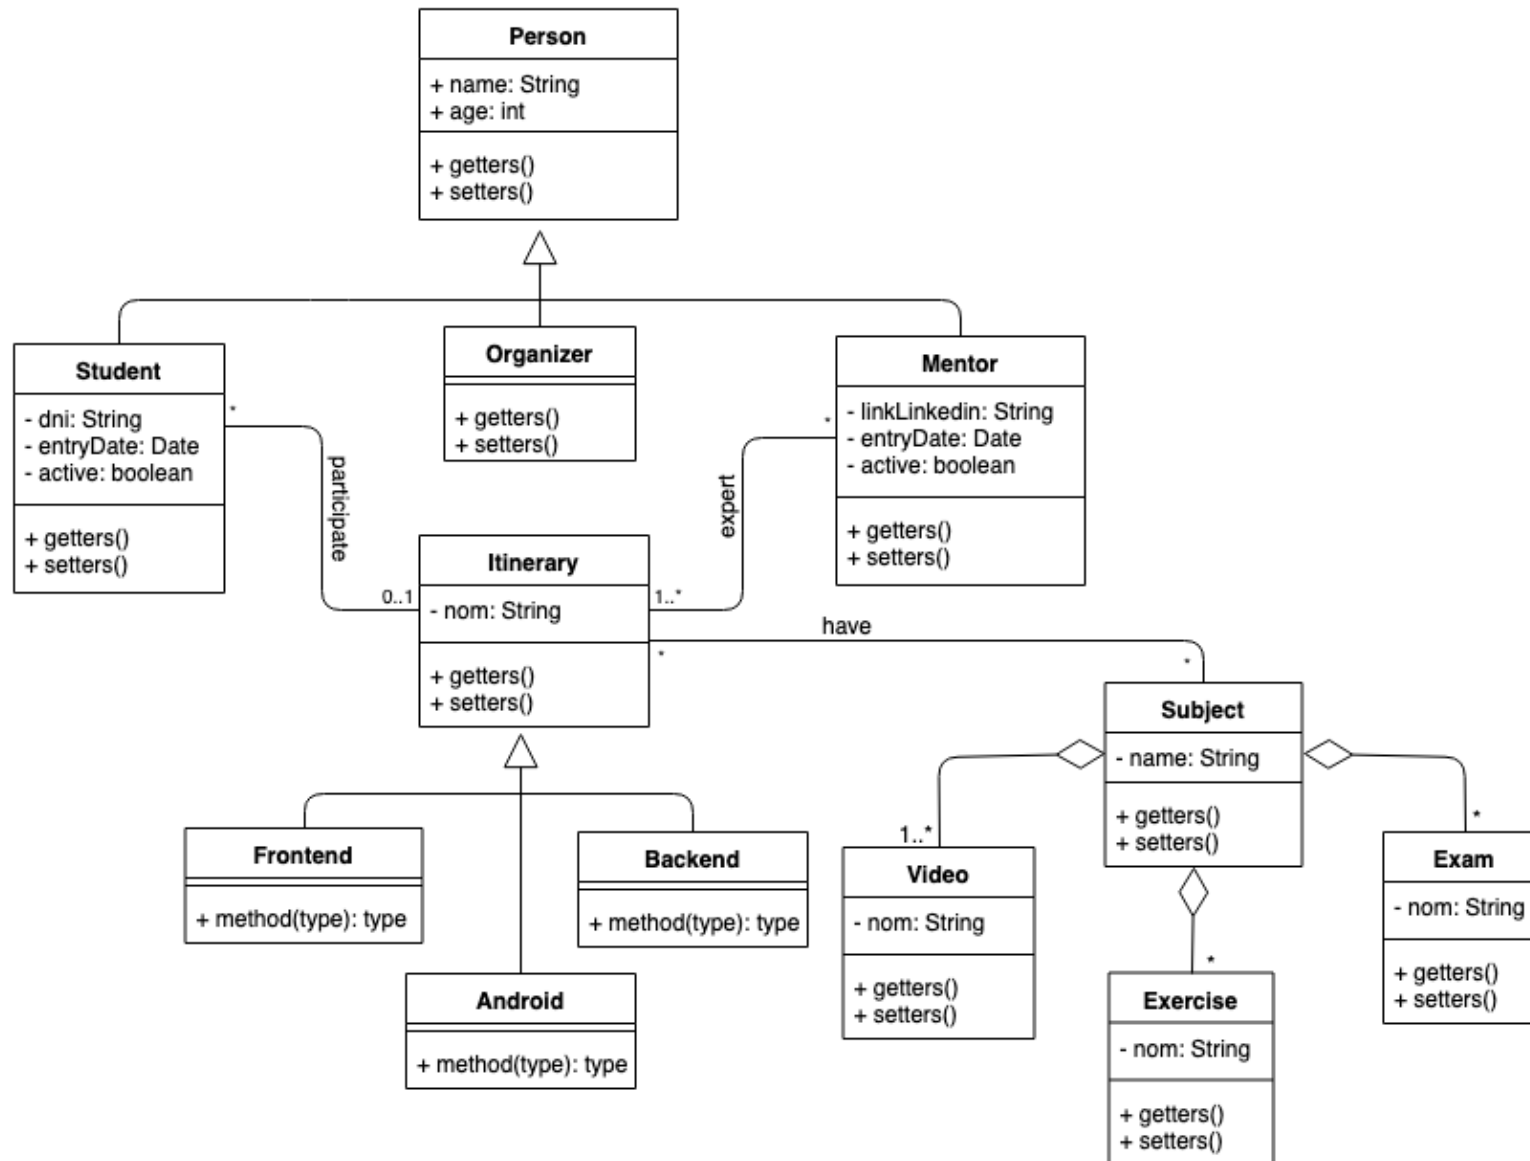 Person
+ name: String
+ age: int
+ getters()
+ setters()
Student
- dni: String
- entryDate: Date
- active: boolean
+ getters()
+ setters()
Organizer
+ getters()
+ setters()
Mentor
- linkLinkedin: String
- entryDate: Date
- active: boolean
+ getters()
+ setters()
*
participate
0..1
*
expert
1..*
Itinerary
- nom: String
+ getters()
+ setters()
have
*
*
Subject
- name: String
+ getters()
+ setters()
Frontend
+ method(type): type
Backend
+ method(type): type
Android
+ method(type): type
1..*
Video
- nom: String
+ getters()
+ setters()
*
Exercise
- nom: String
+ getters()
+ setters()
*
Exam
- nom: String
+ getters()
+ setters()